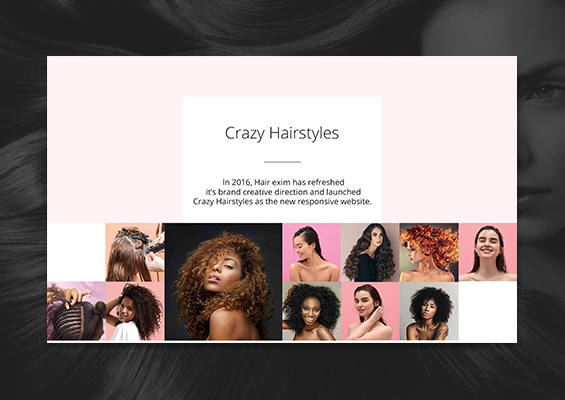 Crazy Hairstyles
In 2016, Hair exim has refreshed
it's brand creative direction and launched
Crazy Hairstyles as the new responsive website.